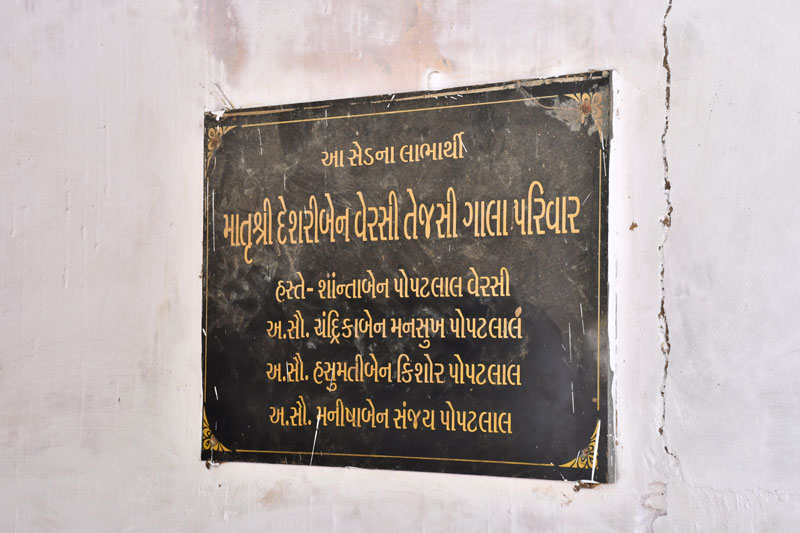 આ સેડના લાભાર્થી
માતૃશ્રી દેશરીબેન વેરસી તેજસી ગાલા પરિવાર
હસ્તે- શાંન્તાબેન પોપટલાલ વેરસી
અ.સૌ. ચંદ્રિકાબેન મનસુખ પોપટલાલ
અ.સૌ. હસુમતીબેન કિશોર પોપટલાલ
અ.સૌ. મનીષાબેન સંજય પોપટલાલ